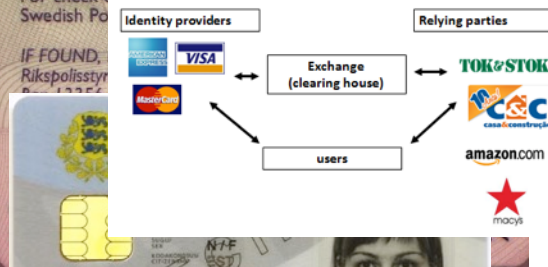 Swedish Po
IF FOUND,
Rikspolisstyr
Identity providers
Relying parties
AMERICAN
EXPRESS
VISA
MasterCard
Exchange
(clearing house)
users
TOK&STOK
C&C
casa&construção
amazon.com
macys
N/F
EST